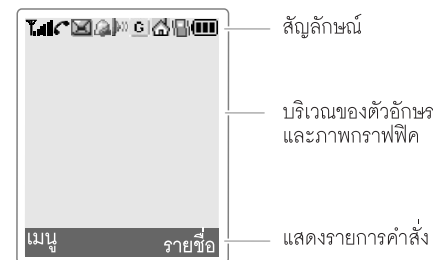 G
สัญลักษณ์
บริเวณของตัวอักษร
และภาพกราฟฟิค
เมนู
รายชื่อ
แสดงรายการคำสั่ง